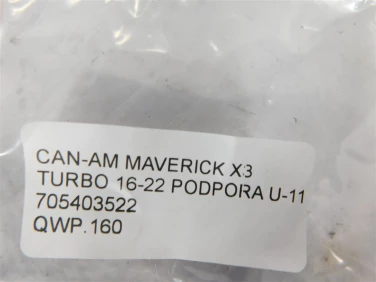 CAN-AM MAVERICK X3
TURBO 16-22 PODPORA U-11
705403522
QWP.160